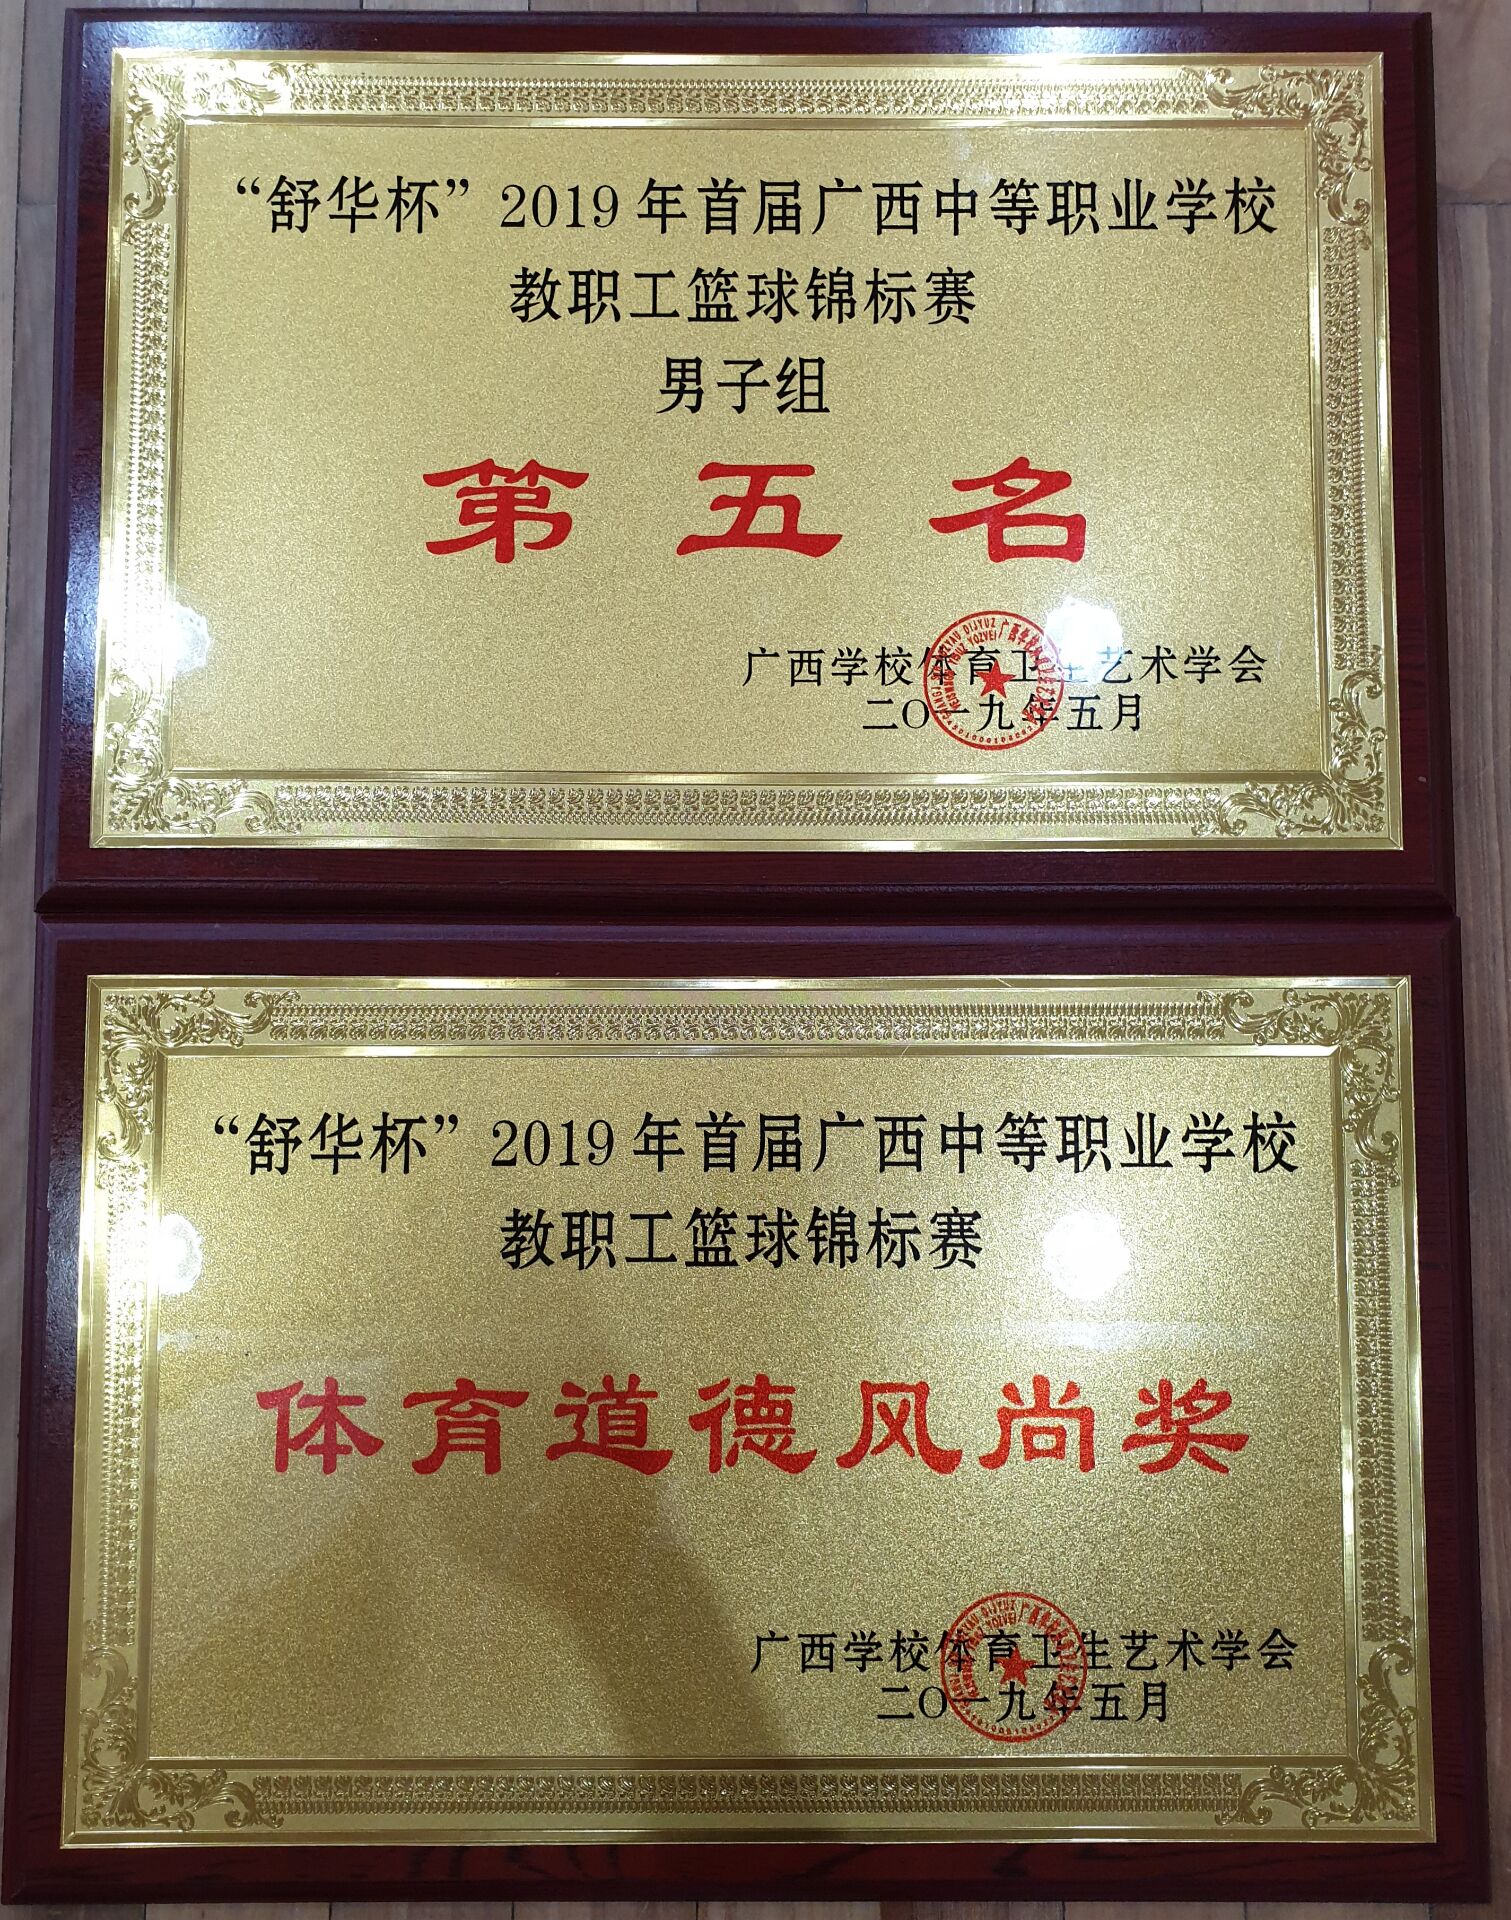 “舒华杯”2019年首届广西中等职业学校
教职工篮球锦标赛
男子组
第五名
广西学校体育卫生艺术学会
二〇一九年五月
“舒华杯”2019年首届广西中等职业学校
教职工篮球锦标赛
体育道德风尚奖
广西学校体育卫生艺术学会
二〇一九年五月